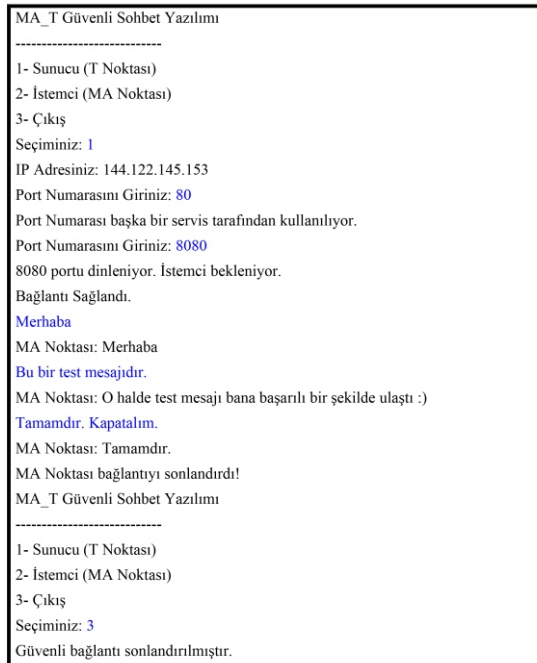 MA_T Güvenli Sohbet Yazılımı
----------------------------
1- Sunucu (T Noktası)
2- İstemci (MA Noktası)
3- Çıkış
Seçiminiz: 1
IP Adresiniz: 144.122.145.153
Port Numarasını Giriniz: 80
Port Numarası başka bir servis tarafından kullanılıyor.
Port Numarasını Giriniz: 8080
8080 portu dinleniyor. İstemci bekleniyor.
Bağlantı Sağlandı.
Merhaba
MA Noktası: Merhaba
Bu bir test mesajıdır.
MA Noktası: O halde test mesajı bana başarılı bir şekilde ulaştı :)
Tamamdır. Kapatalım.
MA Noktası: Tamamdır.
MA Noktası bağlantıyı sonlandırdı!
MA_T Güvenli Sohbet Yazılımı
----------------------------
1- Sunucu (T Noktası)
2- İstemci (MA Noktası)
3- Çıkış
Seçiminiz: 3
Güvenli bağlantı sonlandırılmıştır.